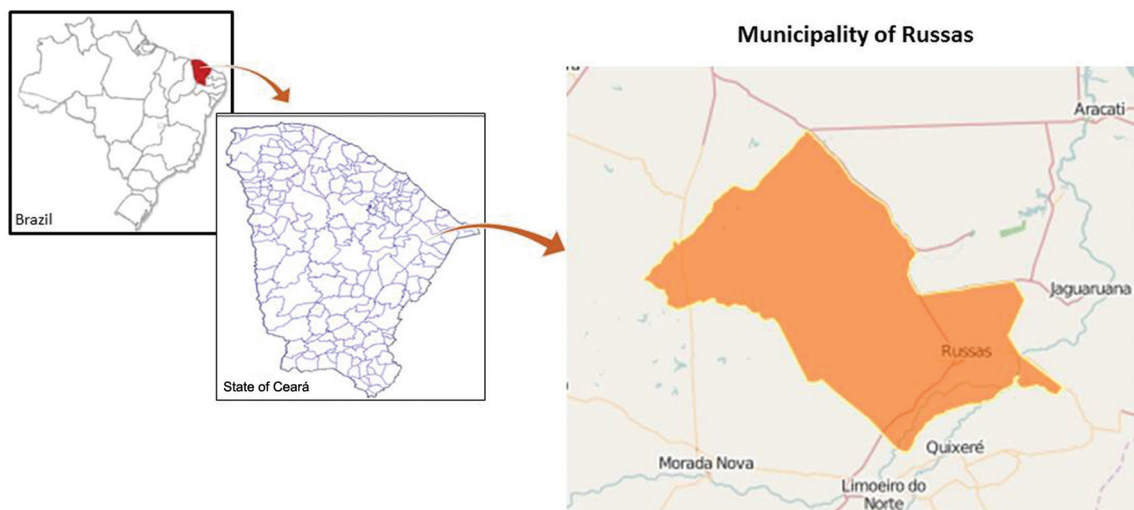 Municipality of Russas
Brazil
State of Ceará
Aracati
Jaguaruana
Russas
Quixeré
Morada Nova
Limoeiro do
Norte